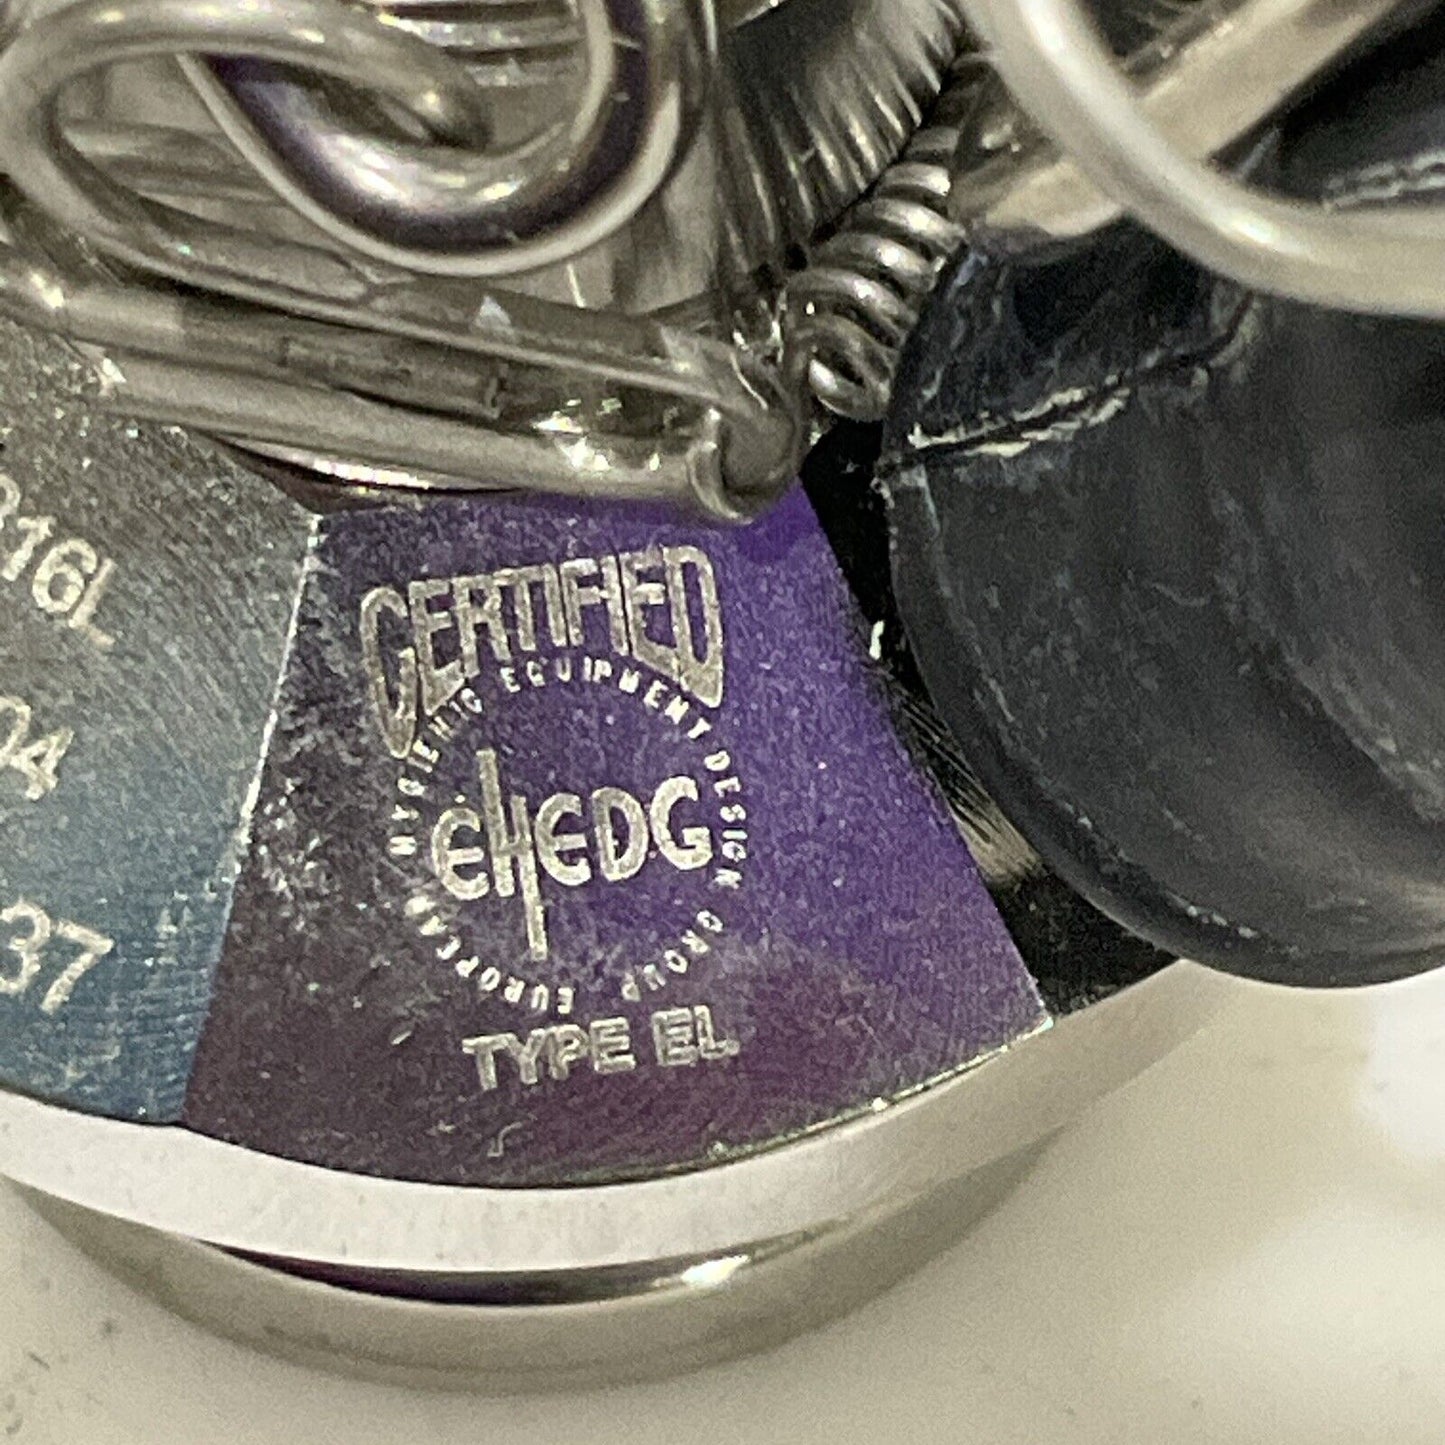 316L
04
37
CERTIFIED
EUROPEAN HYGIENIC EQUIPMENT DESIGN GROUP
EHEDG
TYPE EL